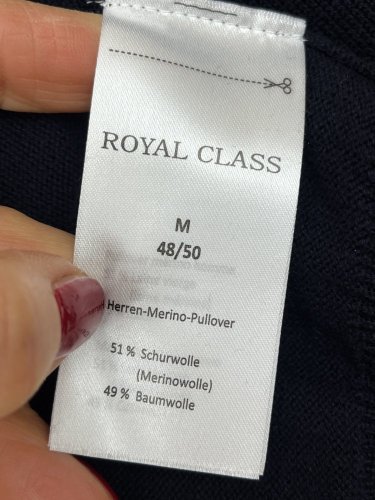 ROYAL CLASS
M
48/50
Herren-Merino-Pullover
51 % Schurwolle
(Merinowolle)
49 % Baumwolle